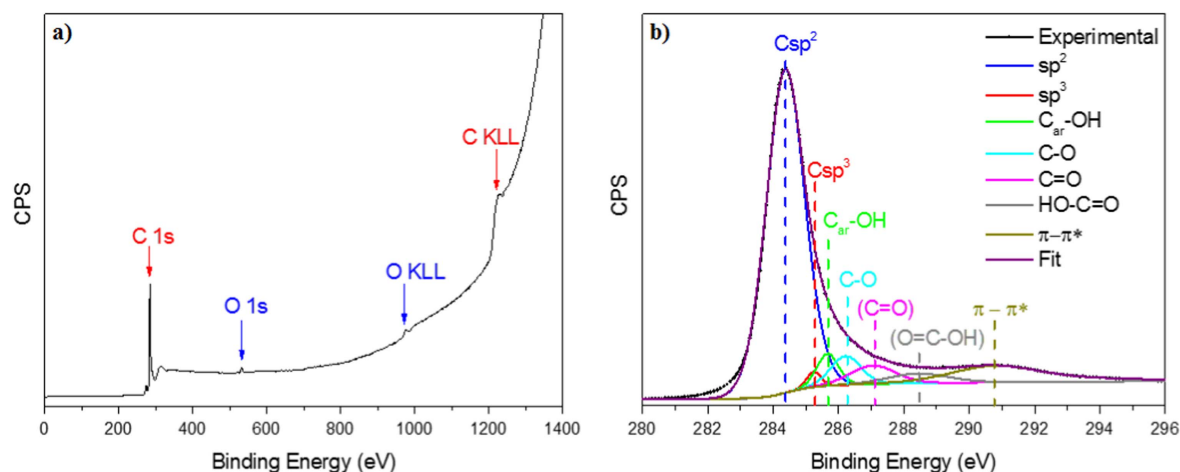 a)
C KLL
C 1s
O KLL
O 1s
CPS
0 200 400 600 800 1000 1200 1400
Binding Energy (eV)
b)
Csp²
Csp³
C_ar-OH
C-O
(C=O)
(O=C-OH)
π – π*
Experimental
sp²
sp³
C_ar-OH
C-O
C=O
HO-C=O
π–π*
Fit
CPS
280 282 284 286 288 290 292 294 296
Binding Energy (eV)